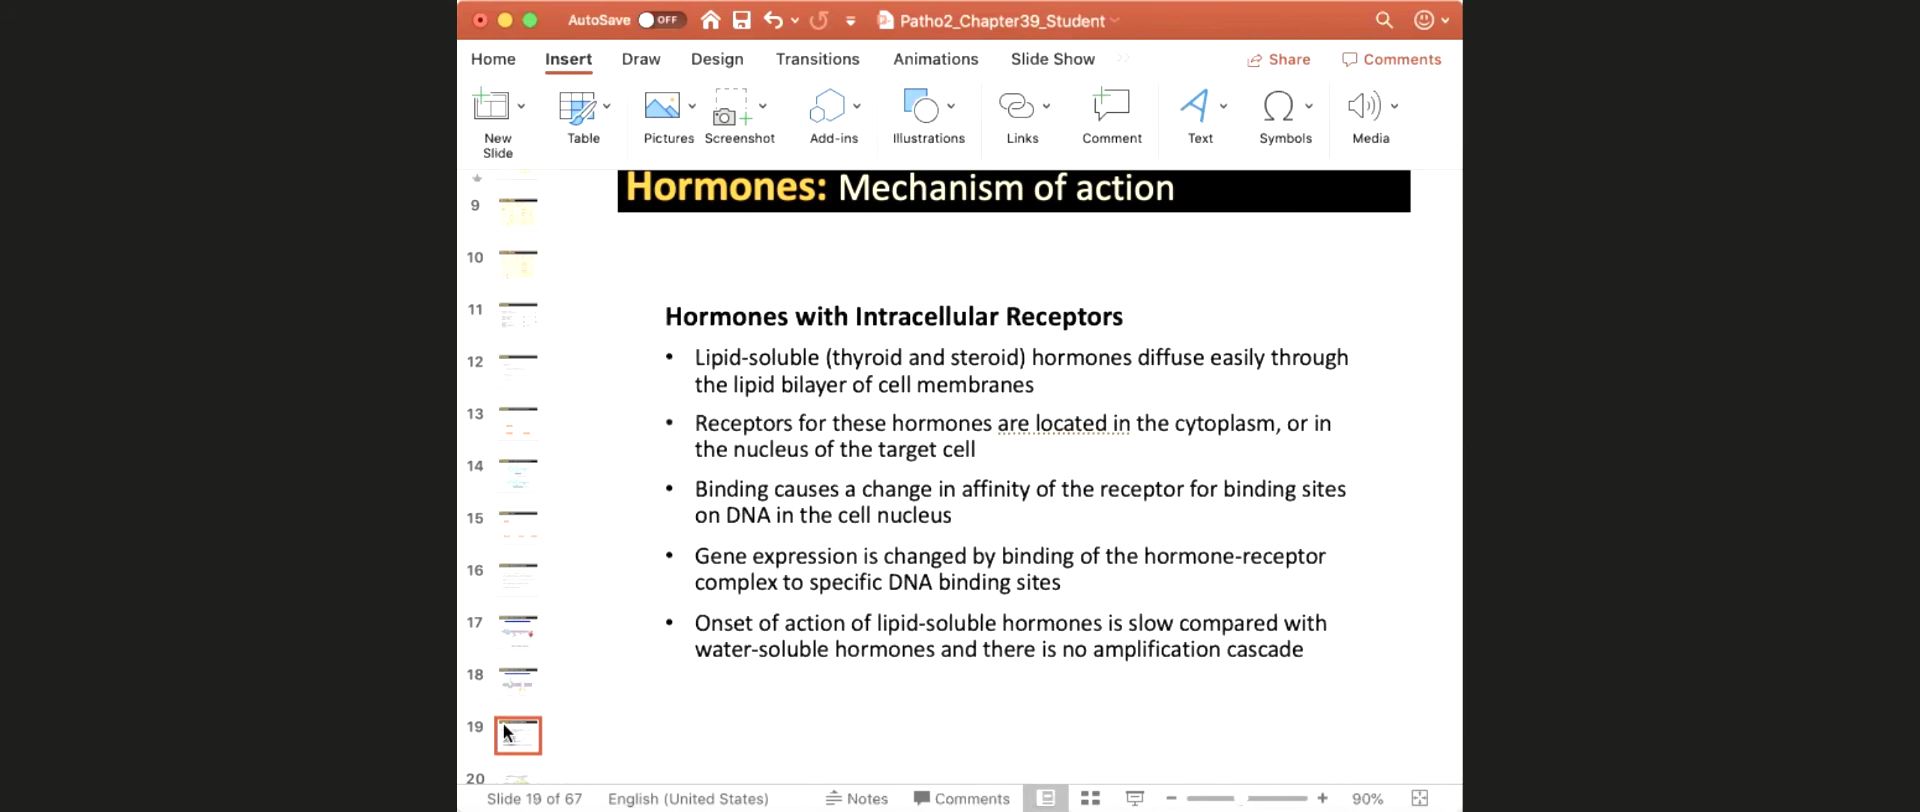 AutoSave OFF Patho2_Chapter39_Student
Home Insert Draw Design Transitions Animations Slide Show Share Comments
New Slide Table Pictures Screenshot Add-ins Illustrations Links Comment Text Symbols Media
Hormones: Mechanism of action
9
10
11
12
13
14
15
16
17
18
19
20
Hormones with Intracellular Receptors
• Lipid-soluble (thyroid and steroid) hormones diffuse easily through
the lipid bilayer of cell membranes
• Receptors for these hormones are located in the cytoplasm, or in
the nucleus of the target cell
• Binding causes a change in affinity of the receptor for binding sites
on DNA in the cell nucleus
• Gene expression is changed by binding of the hormone-receptor
complex to specific DNA binding sites
• Onset of action of lipid-soluble hormones is slow compared with
water-soluble hormones and there is no amplification cascade
Slide 19 of 67 English (United States) Notes Comments 90%